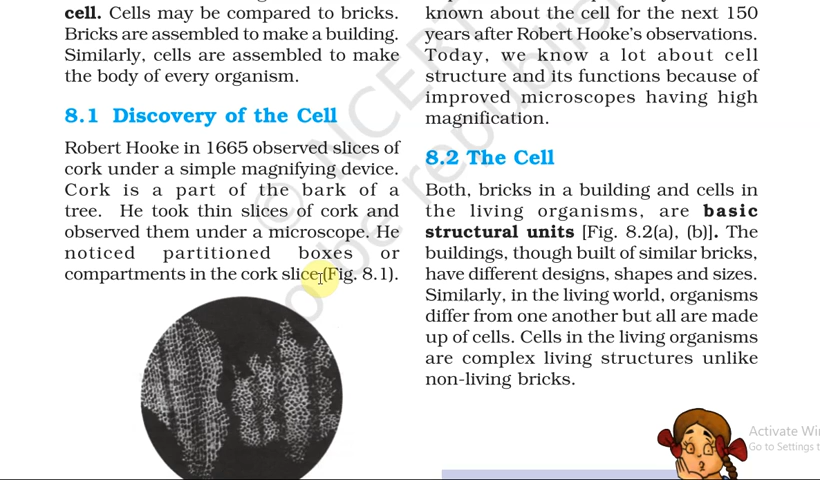 cell. Cells may be compared to bricks.
Bricks are assembled to make a building.
Similarly, cells are assembled to make
the body of every organism.
8.1 Discovery of the Cell
Robert Hooke in 1665 observed slices of
cork under a simple magnifying device.
Cork is a part of the bark of a
tree. He took thin slices of cork and
observed them under a microscope. He
noticed partitioned boxes or
compartments in the cork slice (Fig. 8.1).
known about the cell for the next 150
years after Robert Hooke's observations.
Today, we know a lot about cell
structure and its functions because of
improved microscopes having high
magnification.
8.2 The Cell
Both, bricks in a building and cells in
the living organisms, are basic
structural units [Fig. 8.2(a), (b)]. The
buildings, though built of similar bricks,
have different designs, shapes and sizes.
Similarly, in the living world, organisms
differ from one another but all are made
up of cells. Cells in the living organisms
are complex living structures unlike
non-living bricks.
© NCERT
be republish
Activate Wi
Go to Settings t